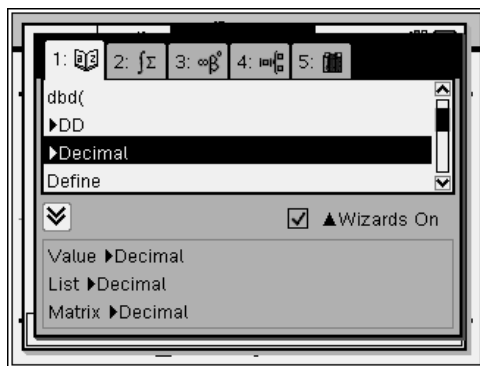 1: 2: ∫Σ 3: ∞β° 4: 5:
dbd(
▶DD
▶Decimal
Define
▲Wizards On
Value ▶Decimal
List ▶Decimal
Matrix ▶Decimal